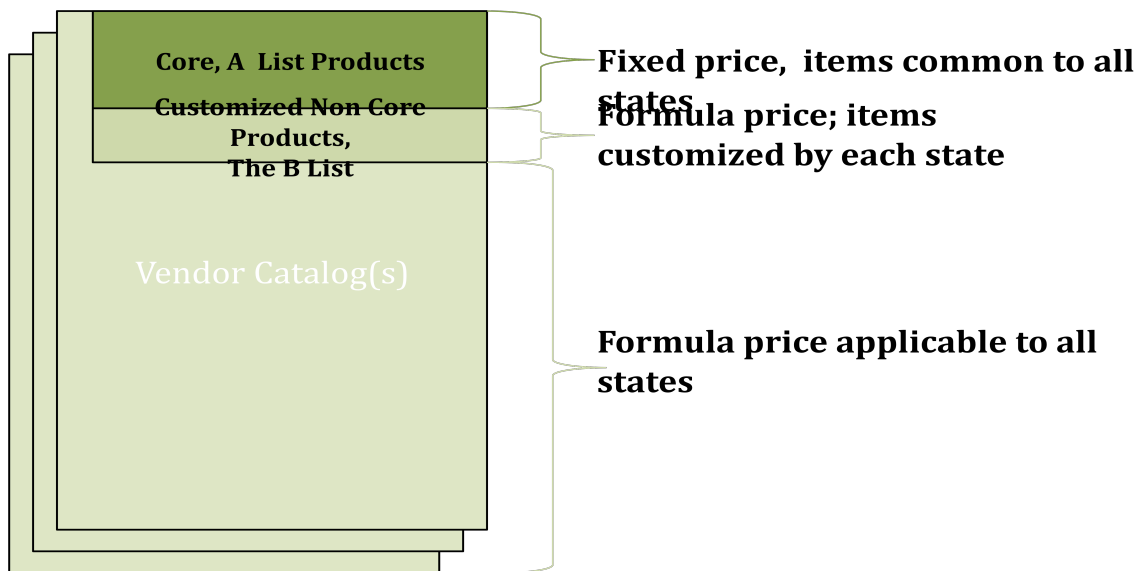 Core, A  List Products
Customized Non Core
Products,
The B List
Vendor Catalog(s)
Fixed price,  items common to all
states
Formula price; items
customized by each state
Formula price applicable to all
states